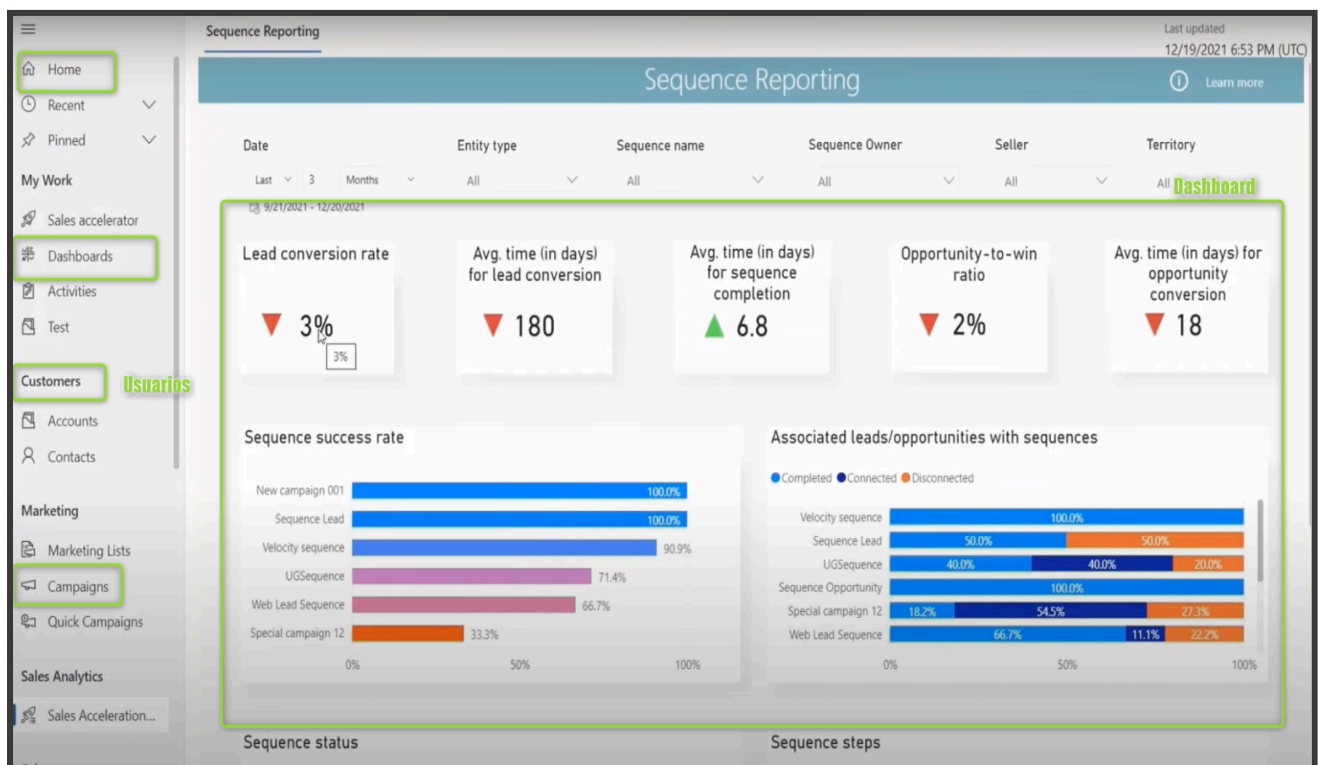 Sequence Reporting
Last updated
12/19/2021 6:53 PM (UTC)
Home
Recent
Pinned
My Work
Sales accelerator
Dashboards
Activities
Test
Customers
Usuarios
Accounts
Contacts
Marketing
Marketing Lists
Campaigns
Quick Campaigns
Sales Analytics
Sales Acceleration...
Sequence Reporting
Learn more
Date
Entity type
Sequence name
Sequence Owner
Seller
Territory
Last 3 Months
All
All
All
All
All
Dashboard
9/21/2021 - 12/20/2021
Lead conversion rate
3%
3%
Avg. time (in days)
for lead conversion
180
Avg. time (in days)
for sequence
completion
6.8
Opportunity-to-win
ratio
2%
Avg. time (in days) for
opportunity
conversion
18
Sequence success rate
New campaign 001 100.0%
Sequence Lead 100.0%
Velocity sequence 90.9%
UGSequence 71.4%
Web Lead Sequence 66.7%
Special campaign 12 33.3%
0% 50% 100%
Associated leads/opportunities with sequences
Completed Connected Disconnected
Velocity sequence 100.0%
Sequence Lead 50.0% 50.0%
UGSequence 40.0% 40.0% 20.0%
Sequence Opportunity 100.0%
Special campaign 12 18.2% 54.5% 27.3%
Web Lead Sequence 66.7% 11.1% 22.2%
0% 50% 100%
Sequence status
Sequence steps